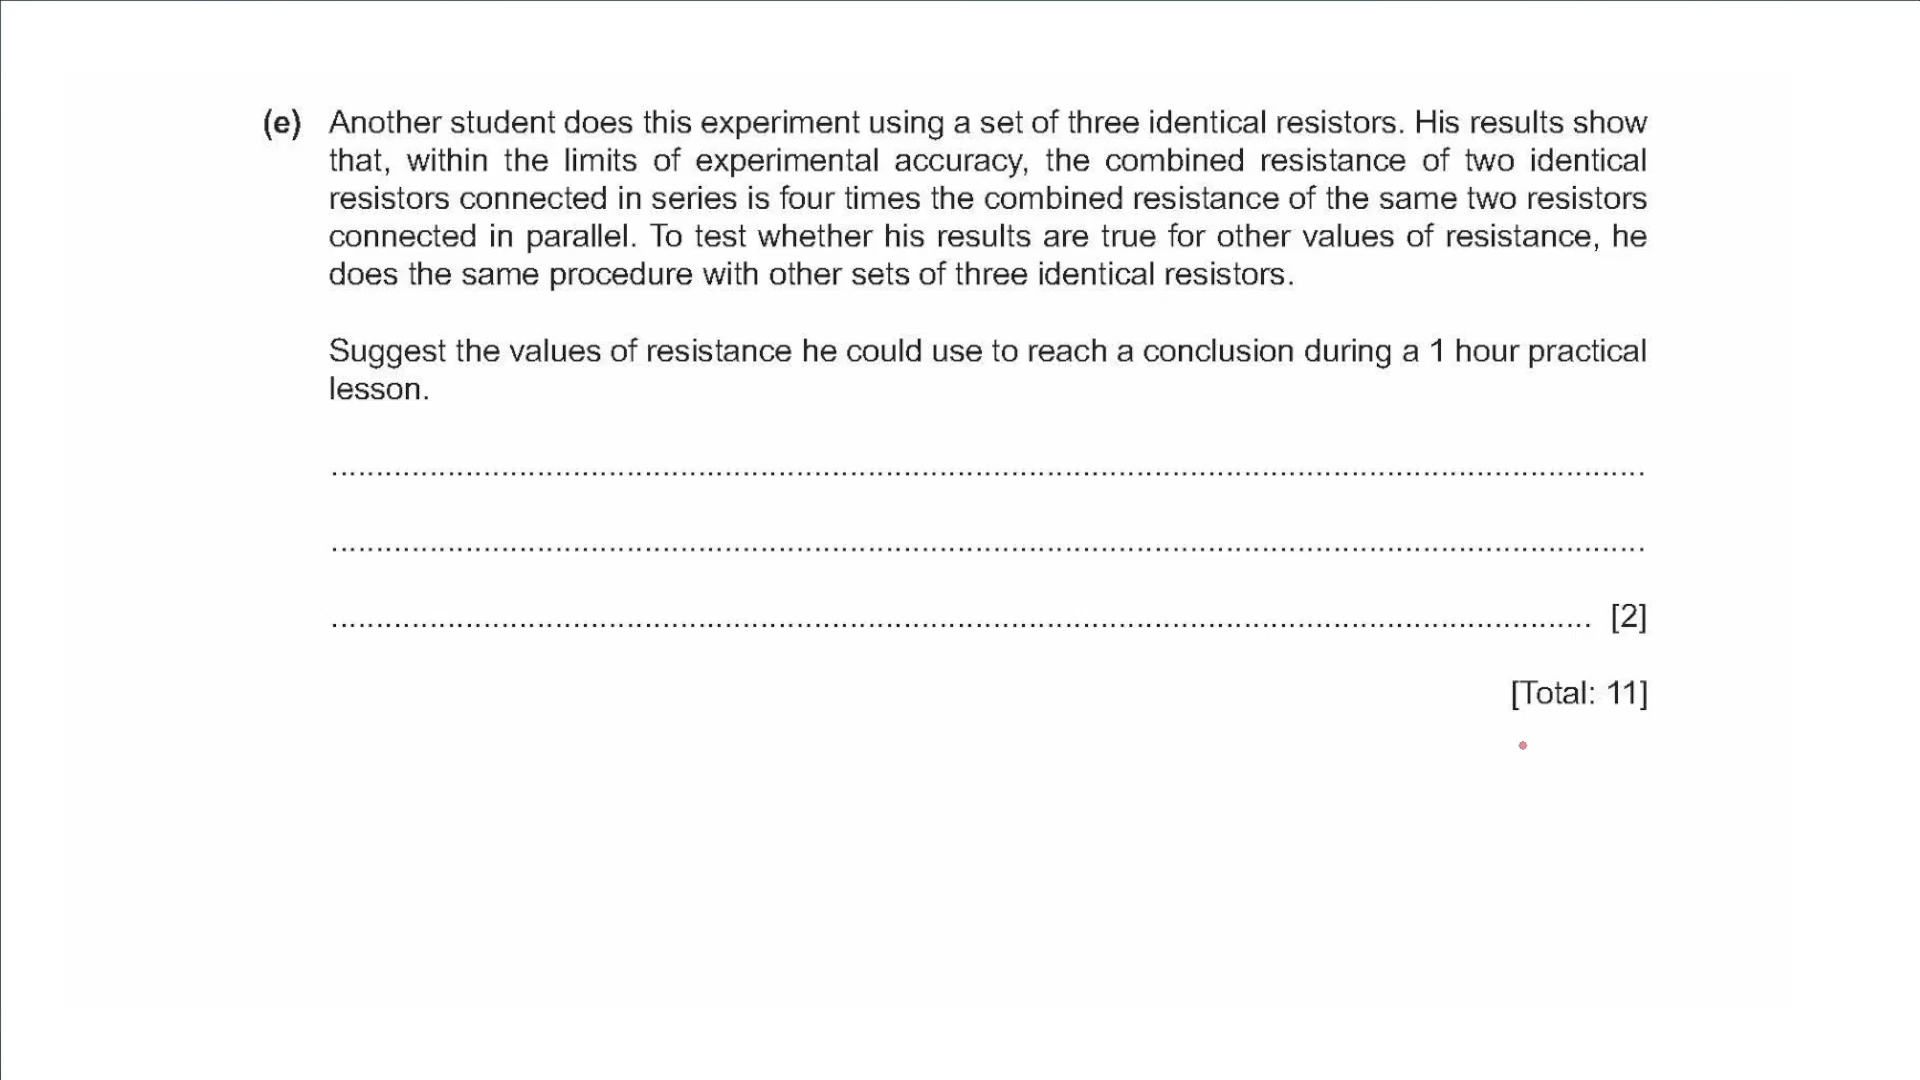 (e) Another student does this experiment using a set of three identical resistors. His results show
that, within the limits of experimental accuracy, the combined resistance of two identical
resistors connected in series is four times the combined resistance of the same two resistors
connected in parallel. To test whether his results are true for other values of resistance, he
does the same procedure with other sets of three identical resistors.
Suggest the values of resistance he could use to reach a conclusion during a 1 hour practical
lesson.
[2]
[Total: 11]